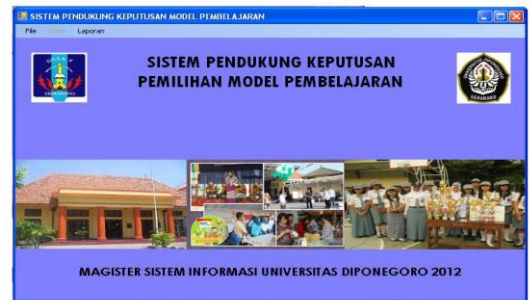 SISTEM PENDUKUNG KEPUTUSAN MODEL PEMBELAJARAN
File
Laporan
SISTEM PENDUKUNG KEPUTUSAN
PEMILIHAN MODEL PEMBELAJARAN
MAGISTER SISTEM INFORMASI UNIVERSITAS DIPONEGORO 2012